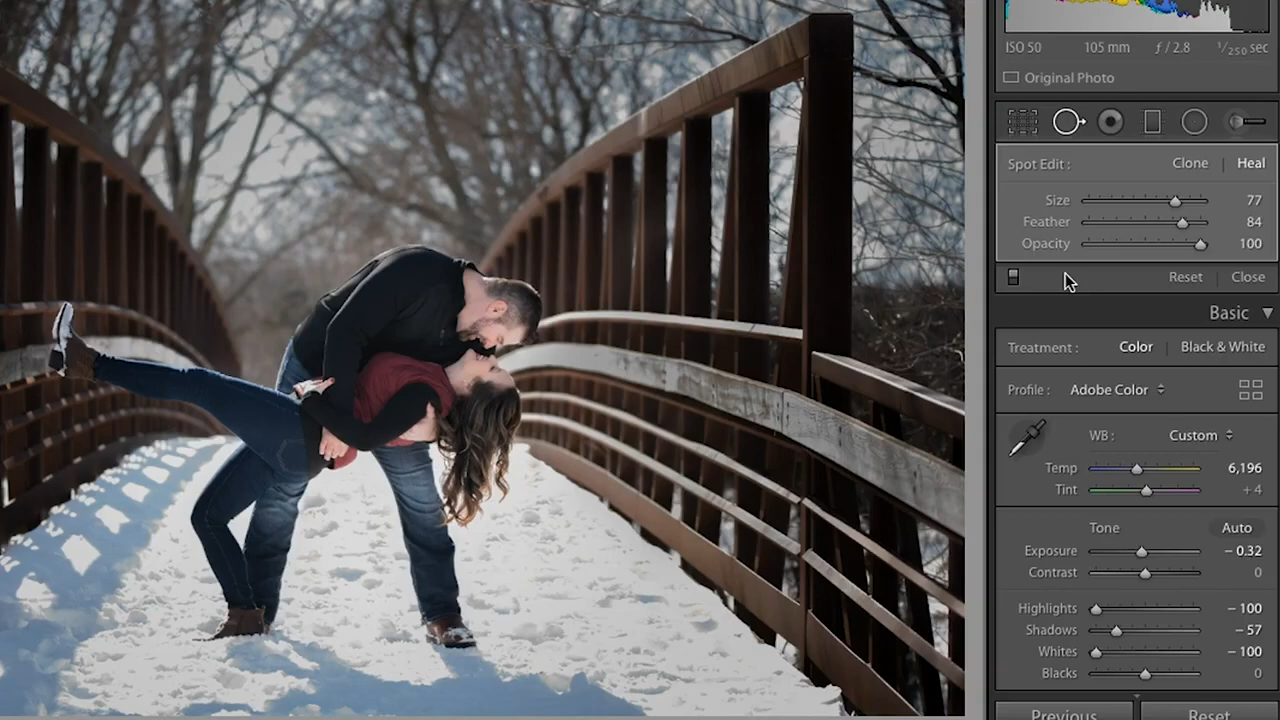 ISO 50 105 mm ƒ / 2.8 1/250 sec
Original Photo
Spot Edit : Clone | Heal
Size 77
Feather 84
Opacity 100
Reset | Close
Basic
Treatment : Color | Black & White
Profile : Adobe Color
WB : Custom
Temp 6,196
Tint + 4
Tone Auto
Exposure − 0.32
Contrast 0
Highlights − 100
Shadows − 57
Whites − 100
Blacks 0
Previous Reset